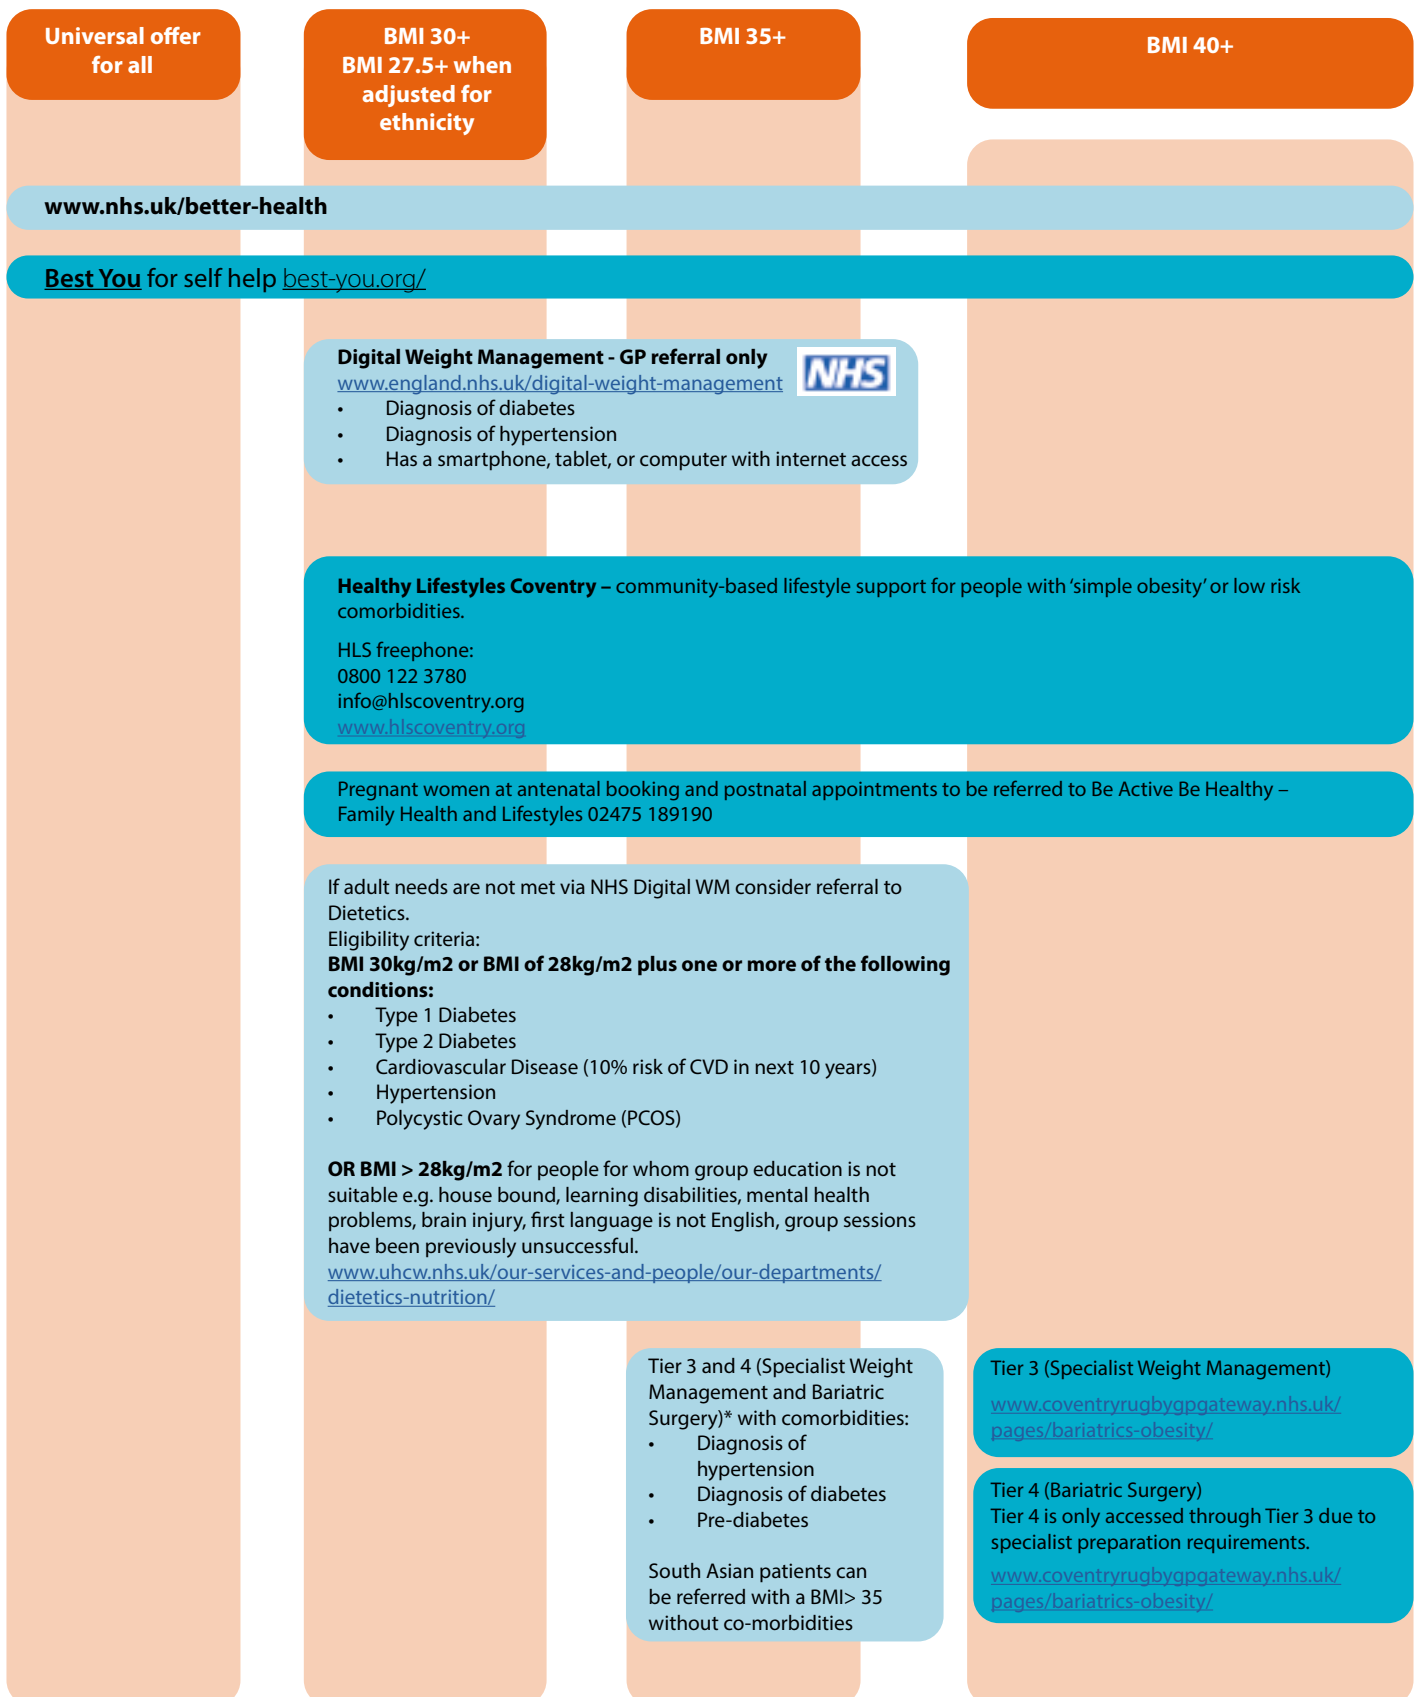 Universal offer
for all
BMI 30+
BMI 27.5+ when
adjusted for
ethnicity
BMI 35+
BMI 40+
www.nhs.uk/better-health
Best You for self help best-you.org/
Digital Weight Management - GP referral only
www.england.nhs.uk/digital-weight-management
NHS
• Diagnosis of diabetes
• Diagnosis of hypertension
• Has a smartphone, tablet, or computer with internet access
Healthy Lifestyles Coventry – community-based lifestyle support for people with ‘simple obesity’ or low risk
comorbidities.
HLS freephone:
0800 122 3780
info@hlscoventry.org
www.hlscoventry.org
Pregnant women at antenatal booking and postnatal appointments to be referred to Be Active Be Healthy –
Family Health and Lifestyles 02475 189190
If adult needs are not met via NHS Digital WM consider referral to
Dietetics.
Eligibility criteria:
BMI 30kg/m2 or BMI of 28kg/m2 plus one or more of the following
conditions:
• Type 1 Diabetes
• Type 2 Diabetes
• Cardiovascular Disease (10% risk of CVD in next 10 years)
• Hypertension
• Polycystic Ovary Syndrome (PCOS)
OR BMI > 28kg/m2 for people for whom group education is not
suitable e.g. house bound, learning disabilities, mental health
problems, brain injury, first language is not English, group sessions
have been previously unsuccessful.
www.uhcw.nhs.uk/our-services-and-people/our-departments/
dietetics-nutrition/
Tier 3 and 4 (Specialist Weight
Management and Bariatric
Surgery)* with comorbidities:
• Diagnosis of
hypertension
• Diagnosis of diabetes
• Pre-diabetes
South Asian patients can
be referred with a BMI> 35
without co-morbidities
Tier 3 (Specialist Weight Management)
www.coventryrugbygpgateway.nhs.uk/
pages/bariatrics-obesity/
Tier 4 (Bariatric Surgery)
Tier 4 is only accessed through Tier 3 due to
specialist preparation requirements.
www.coventryrugbygpgateway.nhs.uk/
pages/bariatrics-obesity/